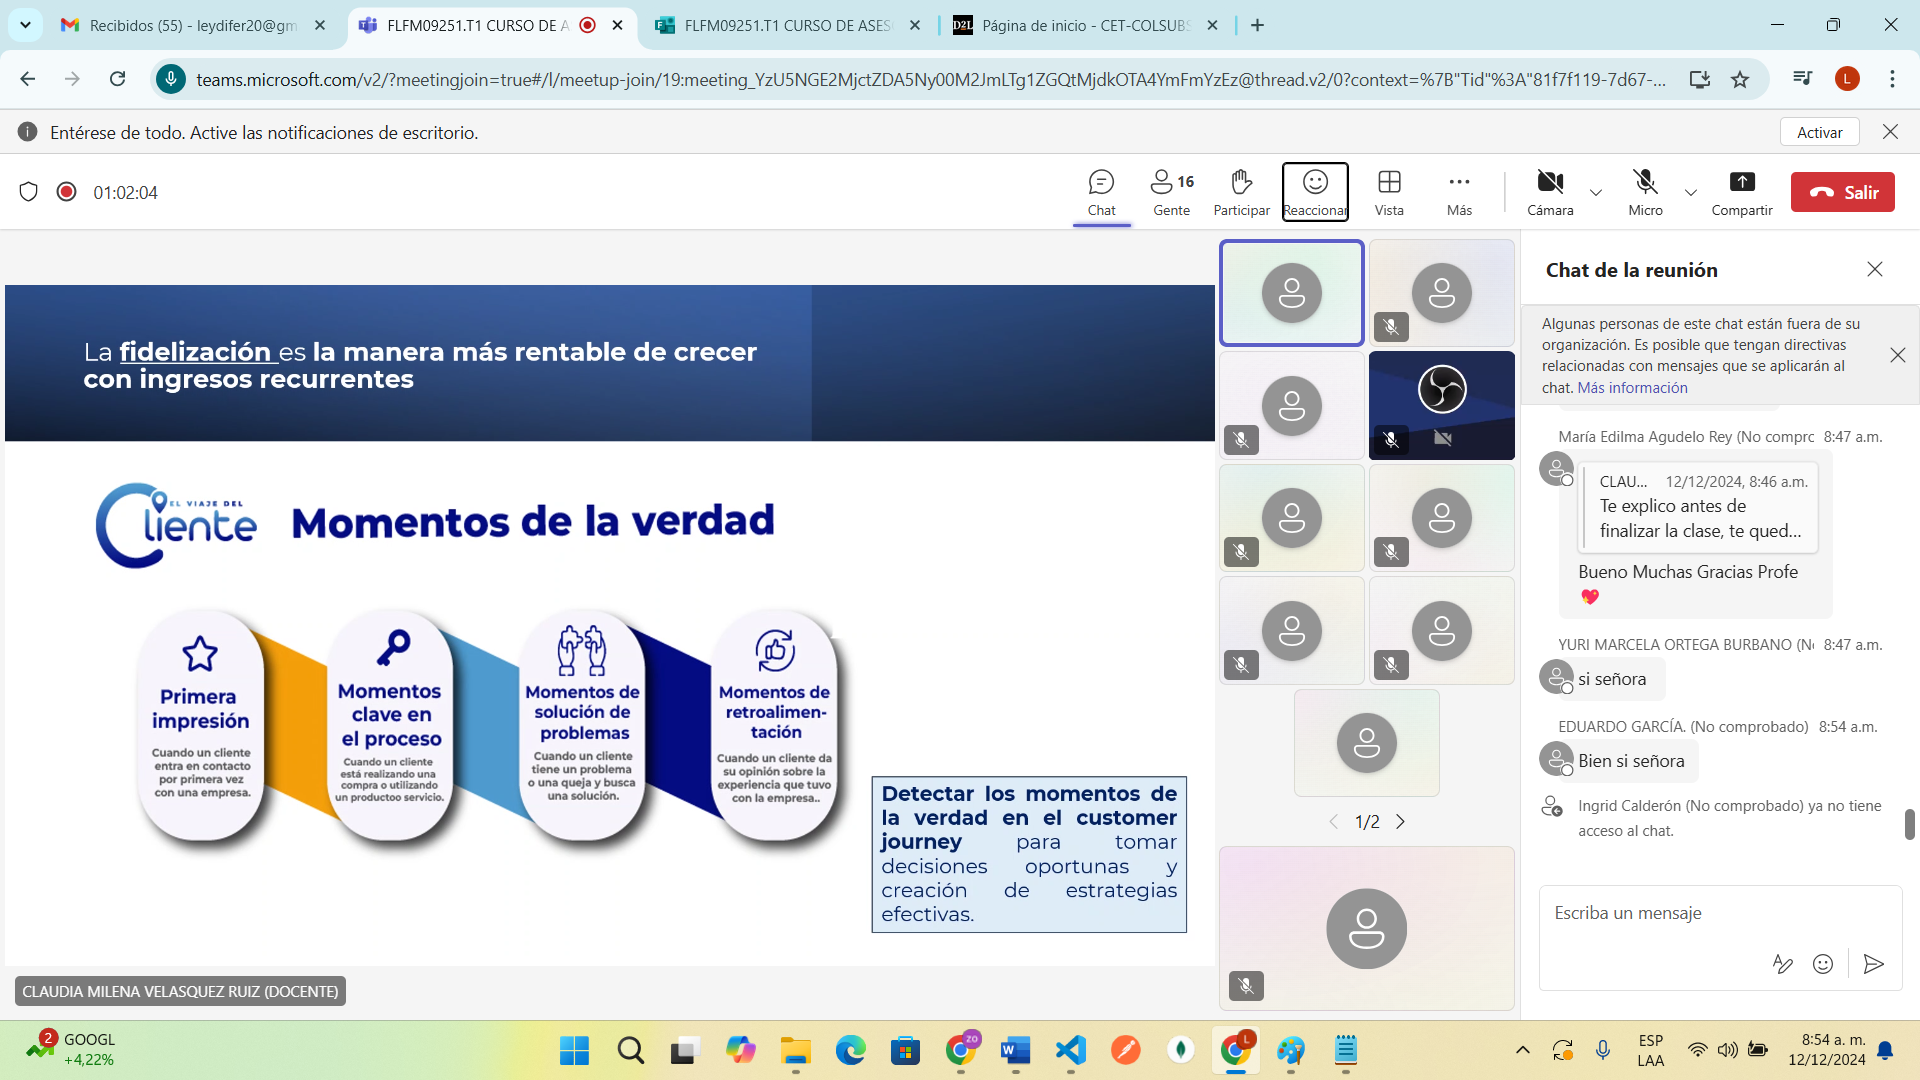 Recibidos (55) - leydifer20@gm
FLFM09251.T1 CURSO DE A
FLFM09251.T1 CURSO DE ASES
Página de inicio - CET-COLSUBS
teams.microsoft.com/v2/?meetingjoin=true#/l/meetup-join/19:meeting_YzU5NGE2MjctZDA5Ny00M2JmLTg1ZGQtMjdkOTA4YmFmYzEz@thread.v2/0?context=%7B"Tid"%3A"81f7f119-7d67-...
L
Entérese de todo. Active las notificaciones de escritorio.
Activar
01:02:04
Chat
16
Gente
Participar
Reaccionar
Vista
Más
Cámara
Micro
Compartir
Salir
La fidelización es la manera más rentable de crecer
con ingresos recurrentes
EL VIAJE DEL
Cliente
Momentos de la verdad
Primera
impresión
Cuando un cliente
entra en contacto
por primera vez
con una empresa.
Momentos
clave en
el proceso
Cuando un cliente
está realizando una
compra o utilizando
un productoo servicio.
Momentos de
solución de
problemas
Cuando un cliente
tiene un problema
o una queja y busca
una solución.
Momentos de
retroalimen-
tación
Cuando un cliente da
su opinión sobre la
experiencia que tuvo
con la empresa..
Detectar los momentos de
la verdad en el customer
journey para tomar
decisiones oportunas y
creación de estrategias
efectivas.
CLAUDIA MILENA VELASQUEZ RUIZ (DOCENTE)
1/2
Chat de la reunión
Algunas personas de este chat están fuera de su
organización. Es posible que tengan directivas
relacionadas con mensajes que se aplicarán al
chat. Más información
María Edilma Agudelo Rey (No compro 8:47 a.m.
CLAU... 12/12/2024, 8:46 a.m.
Te explico antes de
finalizar la clase, te qued...
Bueno Muchas Gracias Profe
💖
YURI MARCELA ORTEGA BURBANO (No 8:47 a.m.
si señora
EDUARDO GARCÍA. (No comprobado) 8:54 a.m.
Bien si señora
Ingrid Calderón (No comprobado) ya no tiene
acceso al chat.
Escriba un mensaje
2
GOOGL
+4,22%
ZO
L
ESP
LAA
8:54 a. m.
12/12/2024